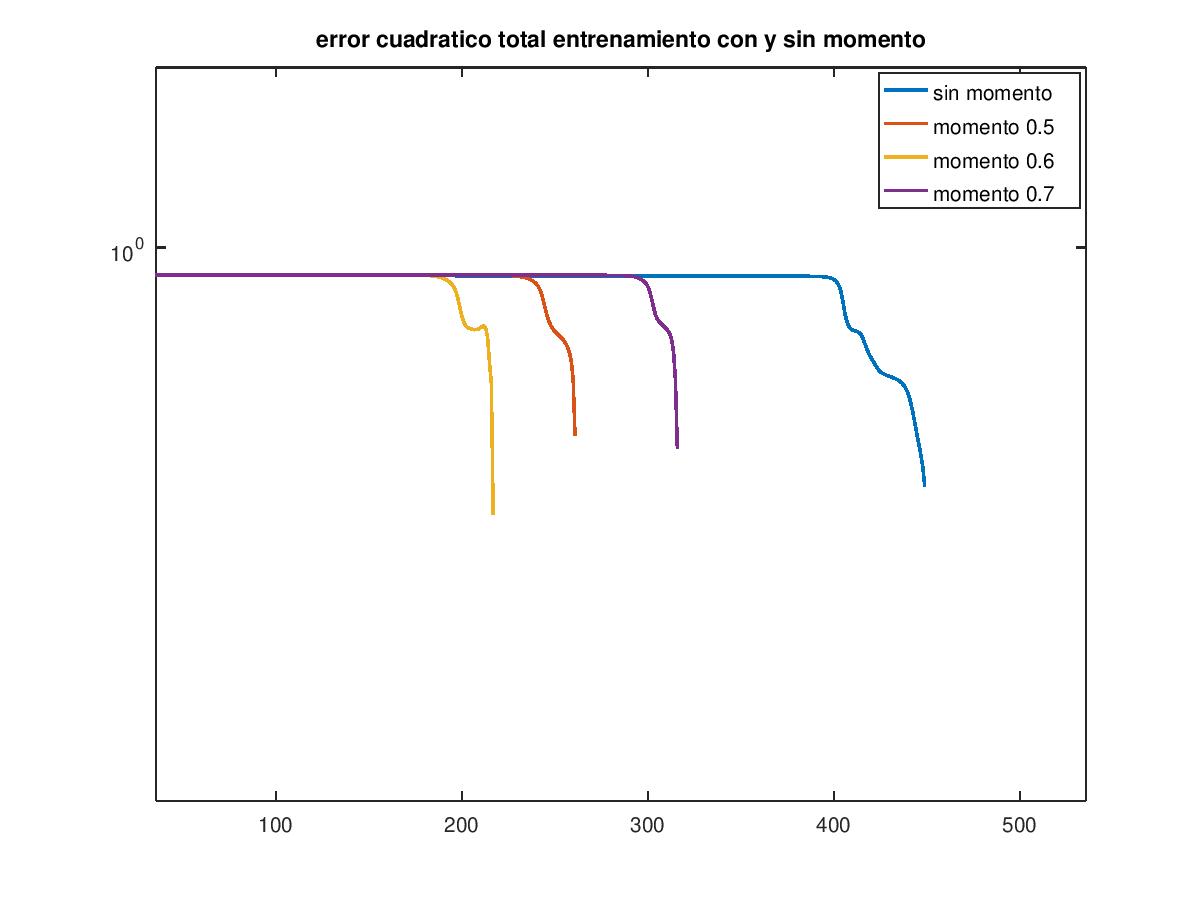 error cuadratico total entrenamiento con y sin momento
sin momento
momento 0.5
momento 0.6
momento 0.7
10^0
100
200
300
400
500